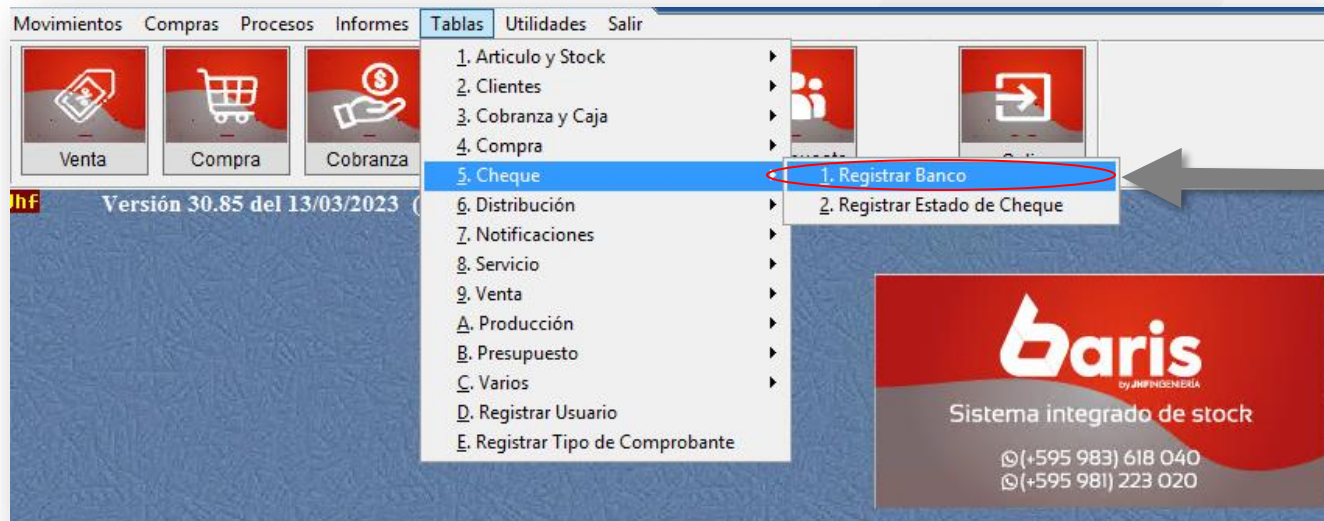 Movimientos Compras Procesos Informes Tablas Utilidades Salir
Venta
Compra
Cobranza
1. Articulo y Stock
2. Clientes
3. Cobranza y Caja
4. Compra
5. Cheque
6. Distribución
7. Notificaciones
8. Servicio
9. Venta
A. Producción
B. Presupuesto
C. Varios
D. Registrar Usuario
E. Registrar Tipo de Comprobante
1. Registrar Banco
2. Registrar Estado de Cheque
Jhf
Versión 30.85 del 13/03/2023 (
baris
by JHF INGENIERÍA
Sistema integrado de stock
(+595 983) 618 040
(+595 981) 223 020